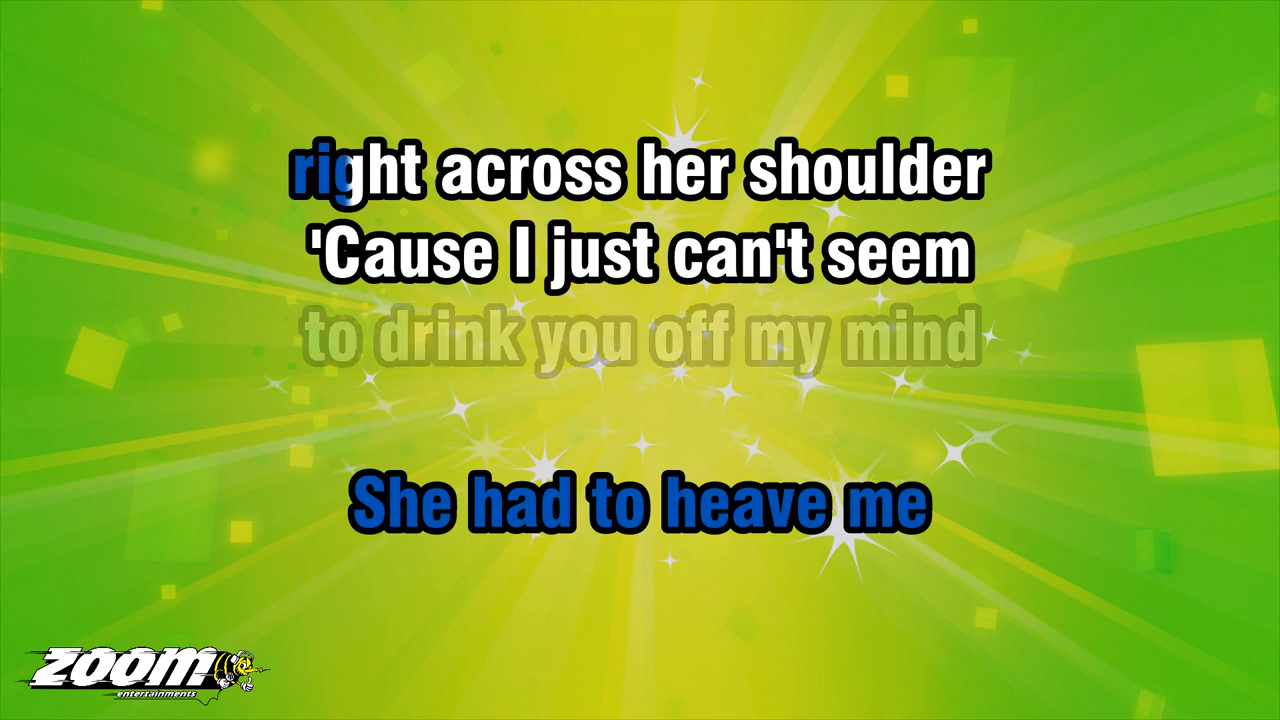 right across her shoulder
'Cause I just can't seem
to drink you off my mind
She had to heave me
zoom
entertainments